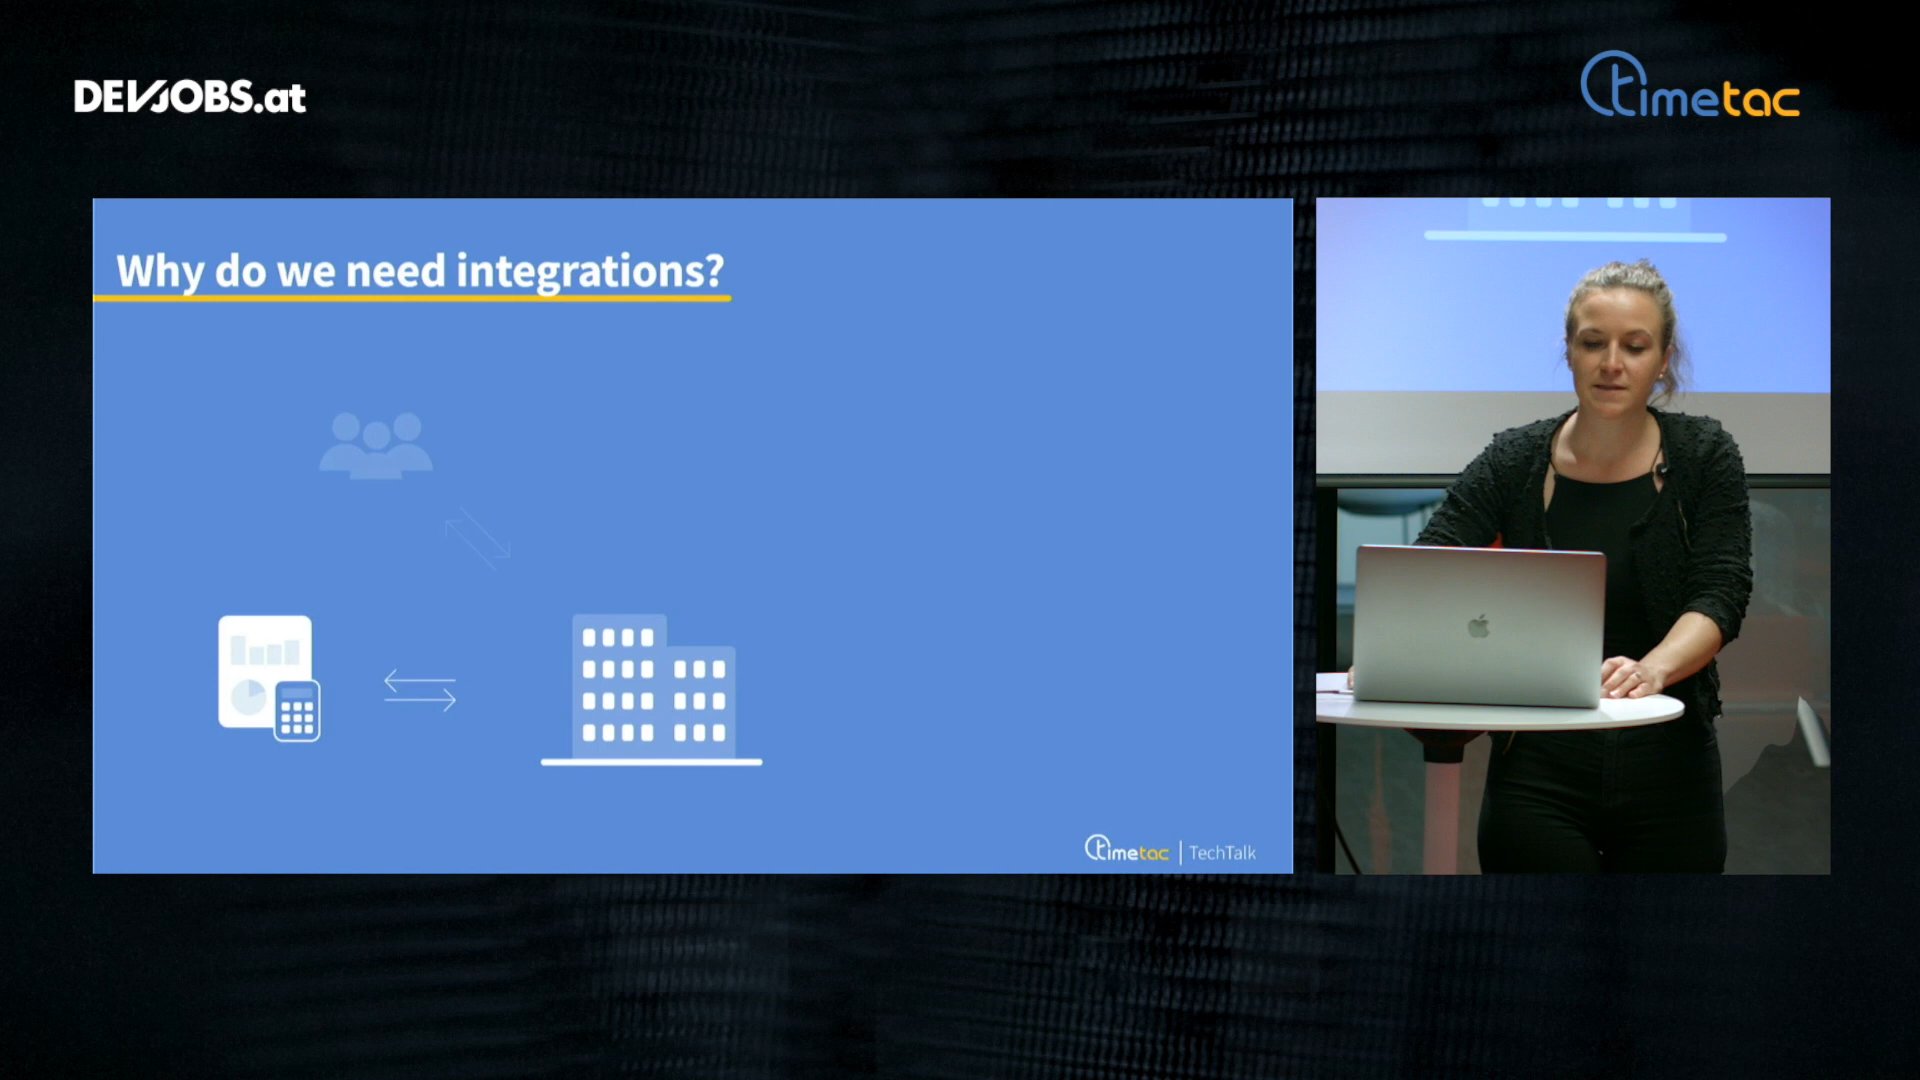 DEVJOBS.at
timetac
Why do we need integrations?
timetac | TechTalk